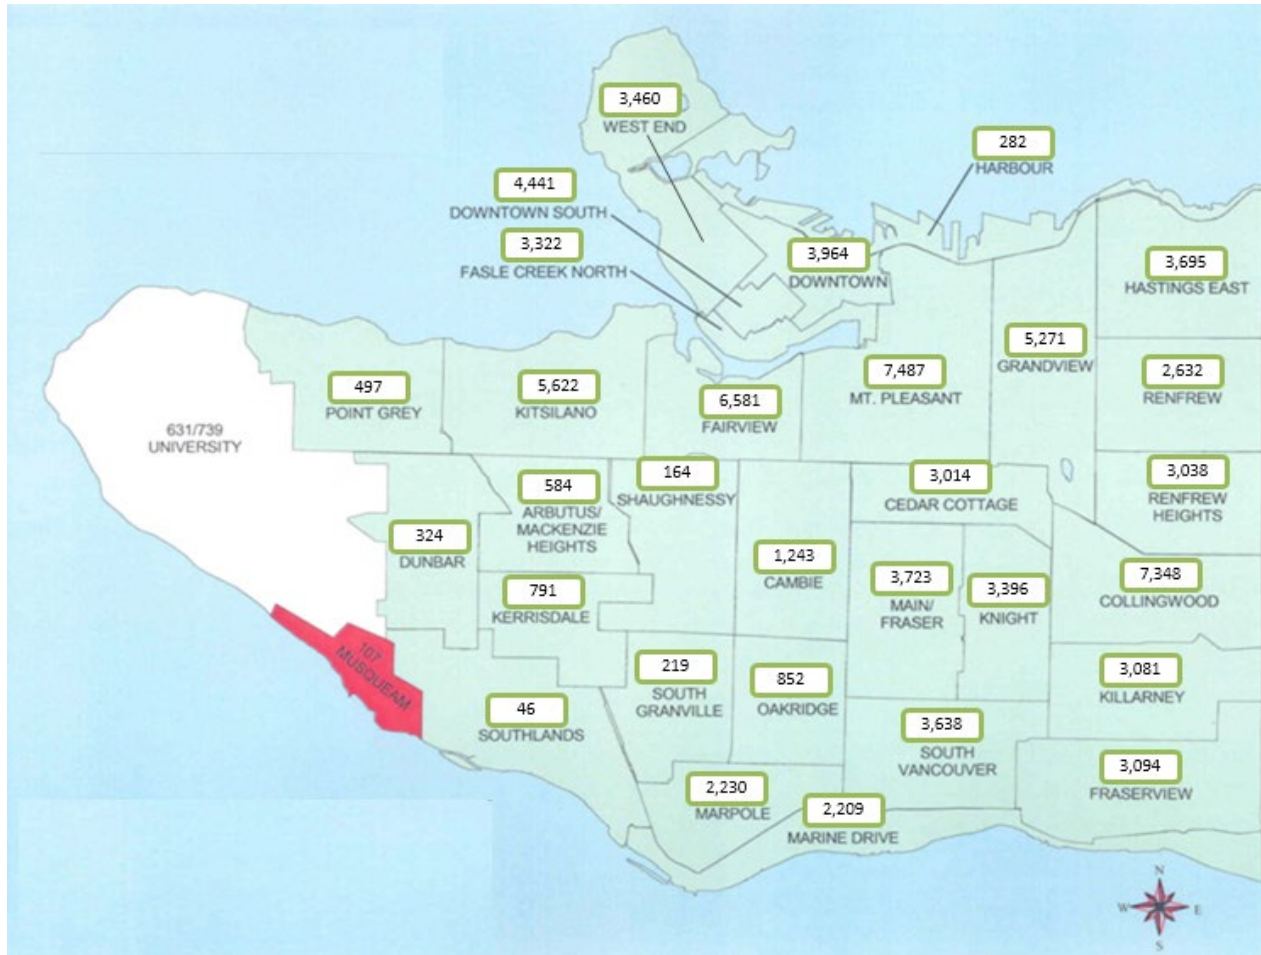 3,460
WEST END
282
HARBOUR
4,441
DOWNTOWN SOUTH
3,322
FASLE CREEK NORTH
3,964
DOWNTOWN
3,695
HASTINGS EAST
5,271
GRANDVIEW
497
POINT GREY
5,622
KITSILANO
6,581
FAIRVIEW
7,487
MT. PLEASANT
2,632
RENFREW
631/739
UNIVERSITY
584
ARBUTUS/
MACKENZIE
HEIGHTS
164
SHAUGHNESSY
3,014
CEDAR COTTAGE
3,038
RENFREW
HEIGHTS
324
DUNBAR
1,243
CAMBIE
791
KERRISDALE
3,723
MAIN/
FRASER
3,396
KNIGHT
7,348
COLLINGWOOD
107
MUSQUEAM
46
SOUTHLANDS
219
SOUTH
GRANVILLE
852
OAKRIDGE
3,081
KILLARNEY
3,638
SOUTH
VANCOUVER
2,230
MARPOLE
2,209
MARINE DRIVE
3,094
FRASERVIEW
N
W
E
S